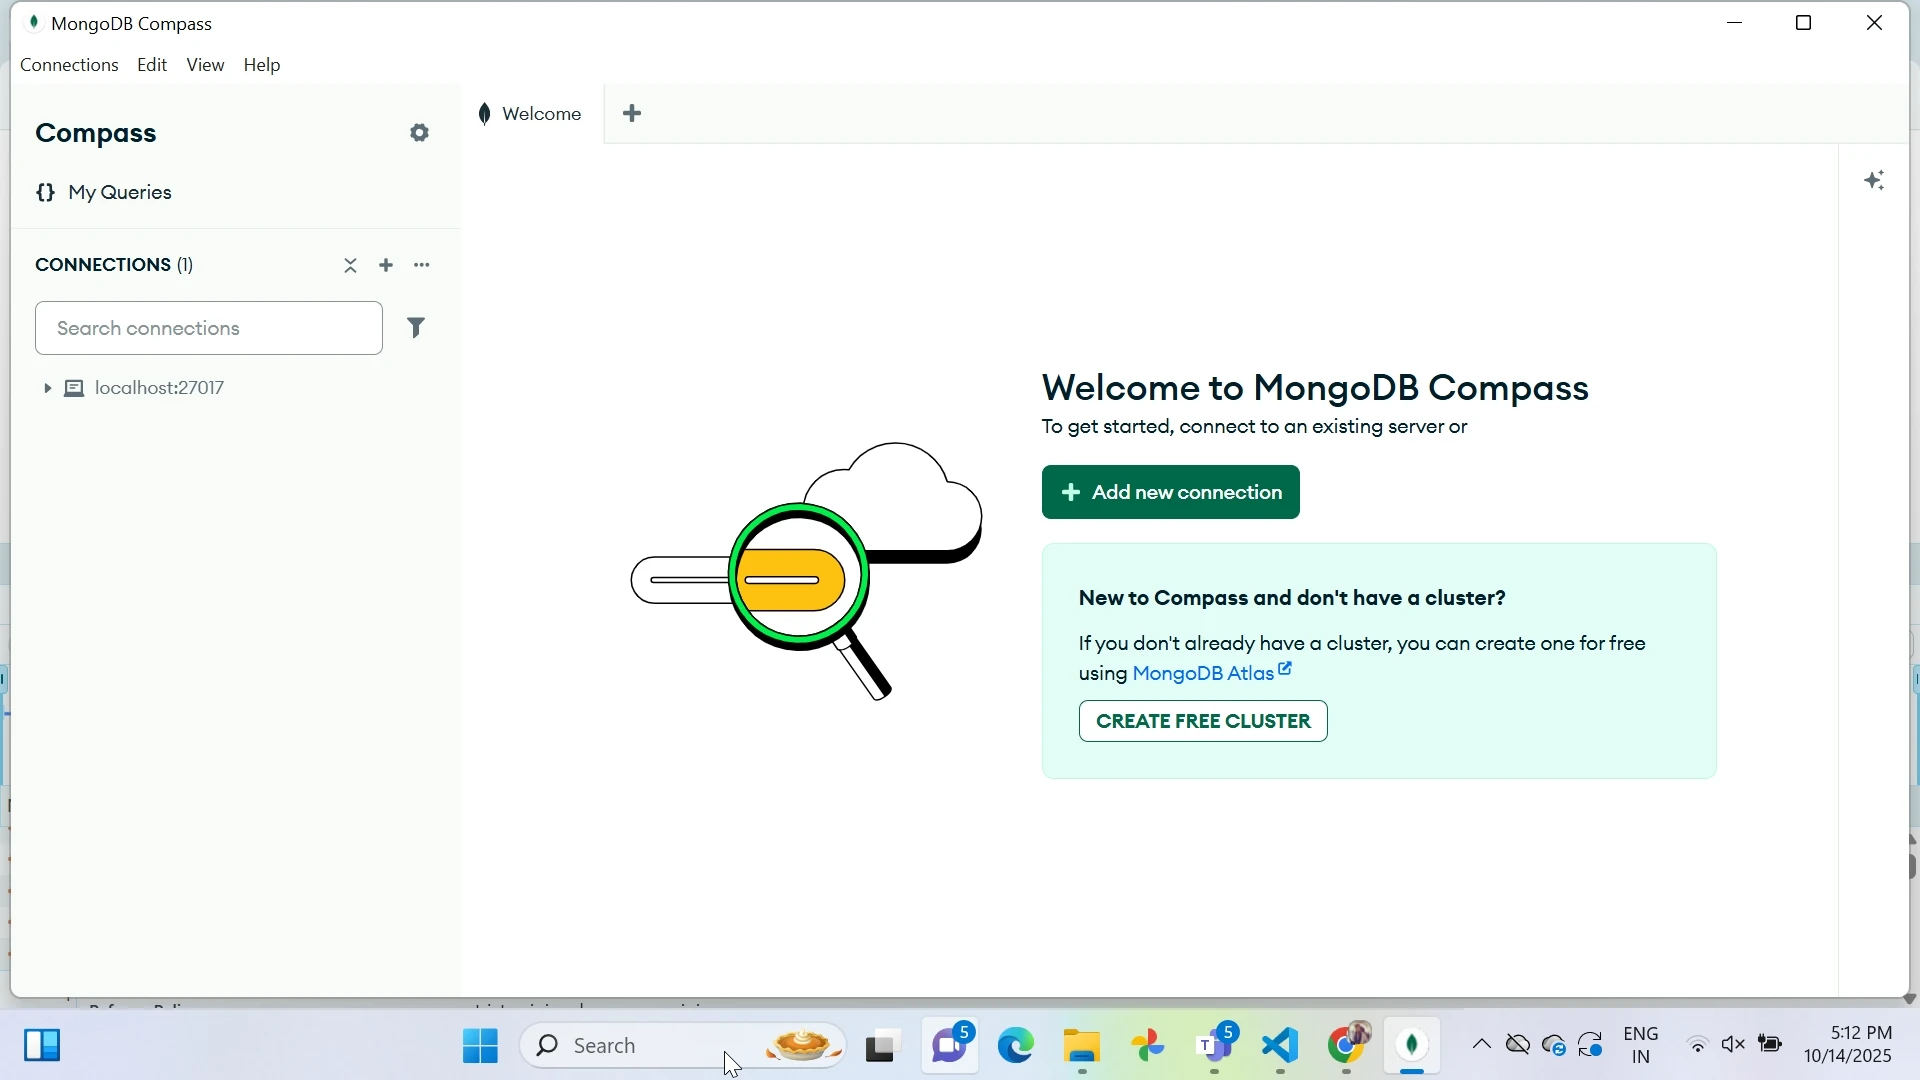 MongoDB Compass
Connections Edit View Help
Compass
Welcome
My Queries
CONNECTIONS (1)
Search connections
localhost:27017
Welcome to MongoDB Compass
To get started, connect to an existing server or
Add new connection
New to Compass and don't have a cluster?
If you don't already have a cluster, you can create one for free
using MongoDB Atlas
CREATE FREE CLUSTER
Search
5
T
5
ENG
IN
5:12 PM
10/14/2025